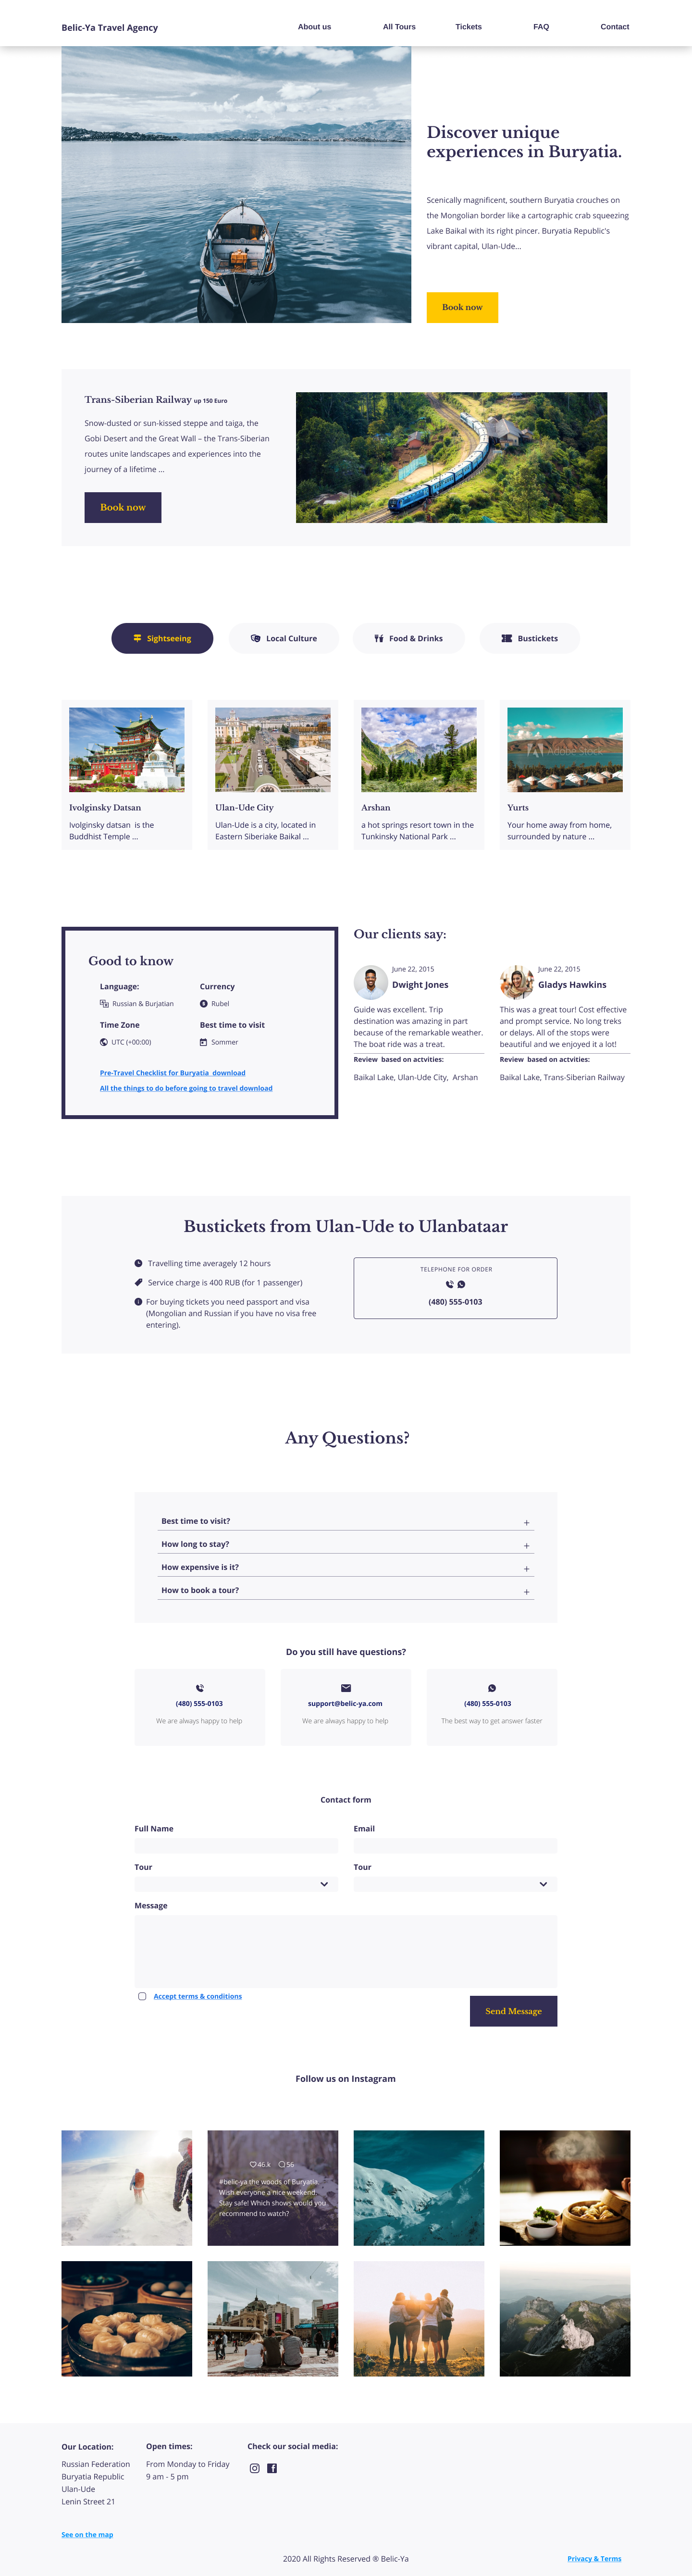 Belic-Ya Travel Agency
About us
All Tours
Tickets
FAQ
Contact
Discover unique
experiences in Buryatia.
Scenically magnificent, southern Buryatia crouches on
the Mongolian border like a cartographic crab squeezing
Lake Baikal with its right pincer. Buryatia Republic's
vibrant capital, Ulan-Ude...
Book now
Trans-Siberian Railway up 150 Euro
Snow-dusted or sun-kissed steppe and taiga, the
Gobi Desert and the Great Wall – the Trans-Siberian
routes unite landscapes and experiences into the
journey of a lifetime ...
Book now
Sightseeing
Local Culture
Food & Drinks
Bustickets
Ivolginsky Datsan
Ivolginsky datsan is the
Buddhist Temple ...
Ulan-Ude City
Ulan-Ude is a city, located in
Eastern Siberiake Baikal ...
Arshan
a hot springs resort town in the
Tunkinsky National Park ...
Yurts
Your home away from home,
surrounded by nature ...
Good to know
Language:
Russian & Burjatian
Currency
Rubel
Time Zone
UTC (+00:00)
Best time to visit
Sommer
Pre-Travel Checklist for Buryatia download
All the things to do before going to travel download
Our clients say:
June 22, 2015
Dwight Jones
Guide was excellent. Trip
destination was amazing in part
because of the remarkable weather.
The boat ride was a treat.
Review based on actvities:
Baikal Lake, Ulan-Ude City, Arshan
June 22, 2015
Gladys Hawkins
This was a great tour! Cost effective
and prompt service. No long treks
or delays. All of the stops were
beautiful and we enjoyed it a lot!
Review based on actvities:
Baikal Lake, Trans-Siberian Railway
Bustickets from Ulan-Ude to Ulanbataar
Travelling time averagely 12 hours
Service charge is 400 RUB (for 1 passenger)
For buying tickets you need passport and visa
(Mongolian and Russian if you have no visa free
entering).
TELEPHONE FOR ORDER
(480) 555-0103
Any Questions?
Best time to visit?
How long to stay?
How expensive is it?
How to book a tour?
Do you still have questions?
(480) 555-0103
We are always happy to help
support@belic-ya.com
We are always happy to help
(480) 555-0103
The best way to get answer faster
Contact form
Full Name
Email
Tour
Tour
Message
Accept terms & conditions
Send Message
Follow us on Instagram
46.k 56
#belic-ya the woods of Buryatia.
Wish everyone a nice weekend.
Stay safe! Which shows would you
recommend to watch?
Our Location:
Russian Federation
Buryatia Republic
Ulan-Ude
Lenin Street 21
See on the map
Open times:
From Monday to Friday
9 am - 5 pm
Check our social media:
2020 All Rights Reserved ® Belic-Ya
Privacy & Terms